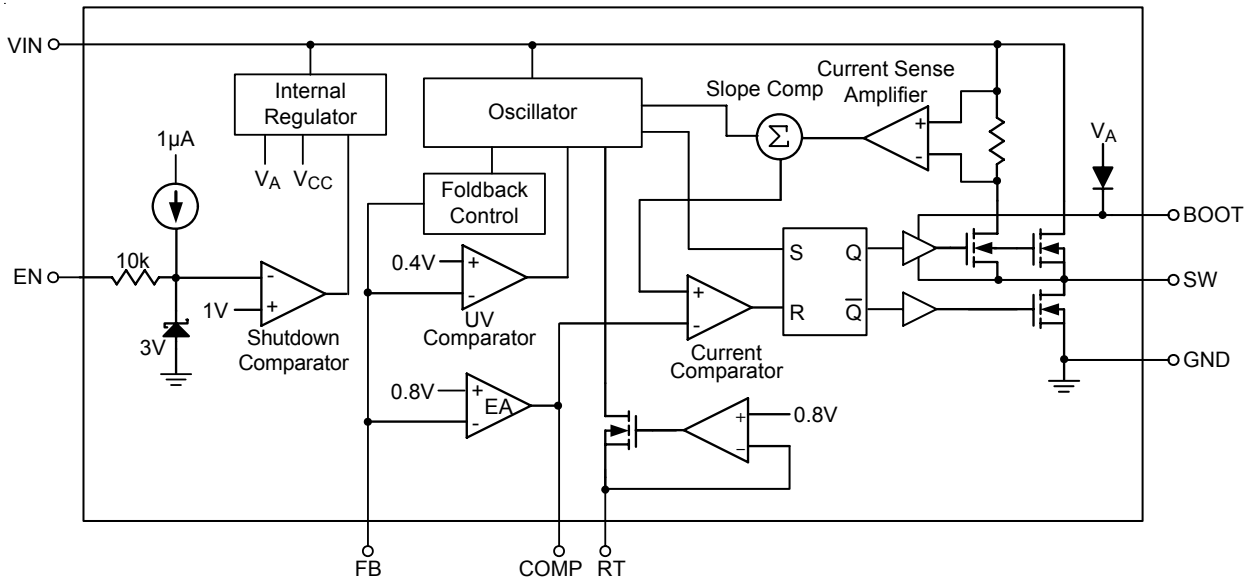 VIN
Internal
Regulator
Oscillator
Slope Comp
Current Sense
Amplifier
1µA
VA
VCC
Foldback
Control
Σ
+
-
VA
BOOT
EN
10k
-
+
1V
3V
Shutdown
Comparator
0.4V
+
-
UV
Comparator
+
-
Current
Comparator
S
Q
R
Q̅
SW
GND
0.8V
+
-
EA
+
-
0.8V
FB
COMP
RT